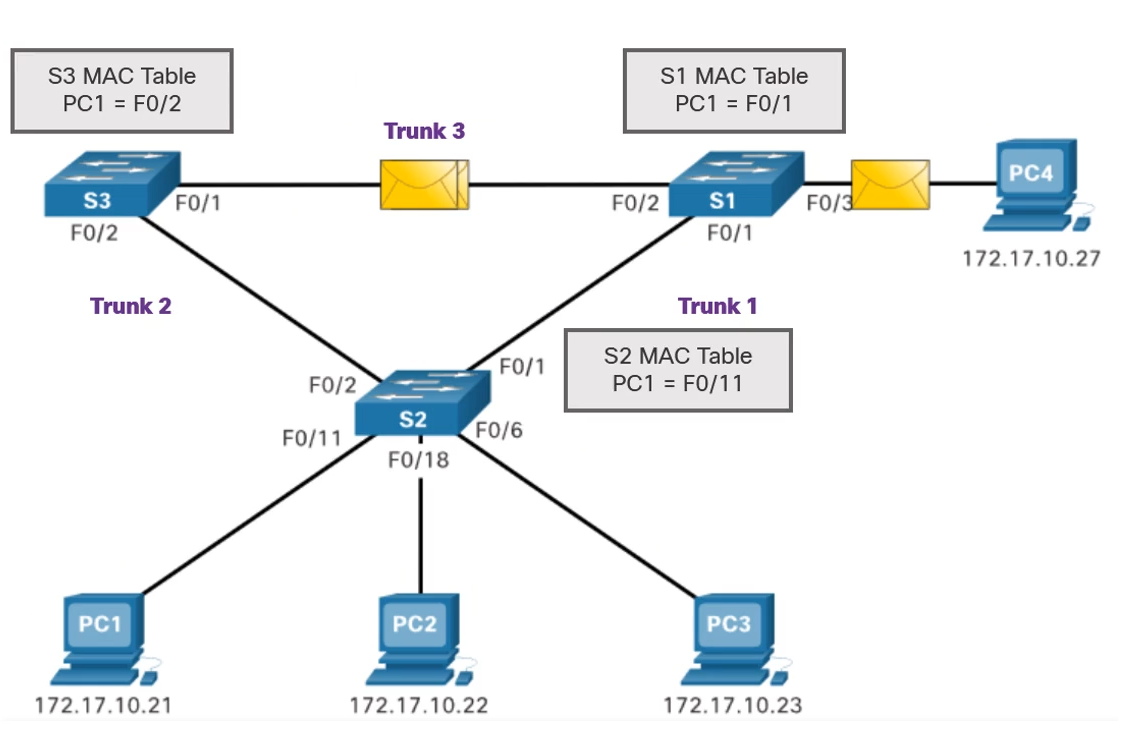 S3 MAC Table
PC1 = F0/2
S1 MAC Table
PC1 = F0/1
Trunk 3
S3
F0/1
F0/2
F0/2
S1
F0/3
F0/1
PC4
172.17.10.27
Trunk 2
Trunk 1
S2 MAC Table
PC1 = F0/11
F0/2
F0/1
S2
F0/11
F0/6
F0/18
PC1
PC2
PC3
172.17.10.21
172.17.10.22
172.17.10.23